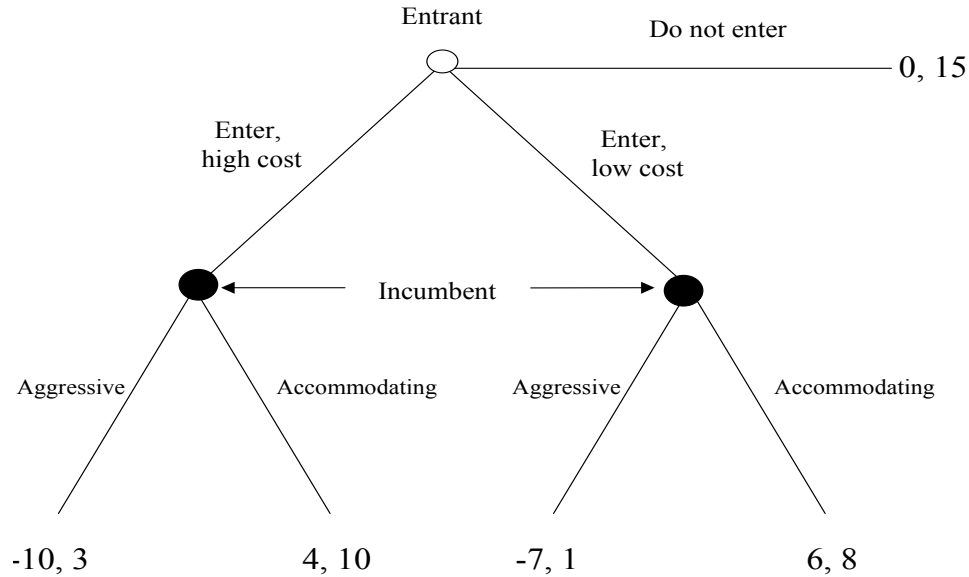 Entrant
Do not enter
0, 15
Enter,
high cost
Enter,
low cost
Incumbent
Aggressive
Accommodating
Aggressive
Accommodating
-10, 3
4, 10
-7, 1
6, 8